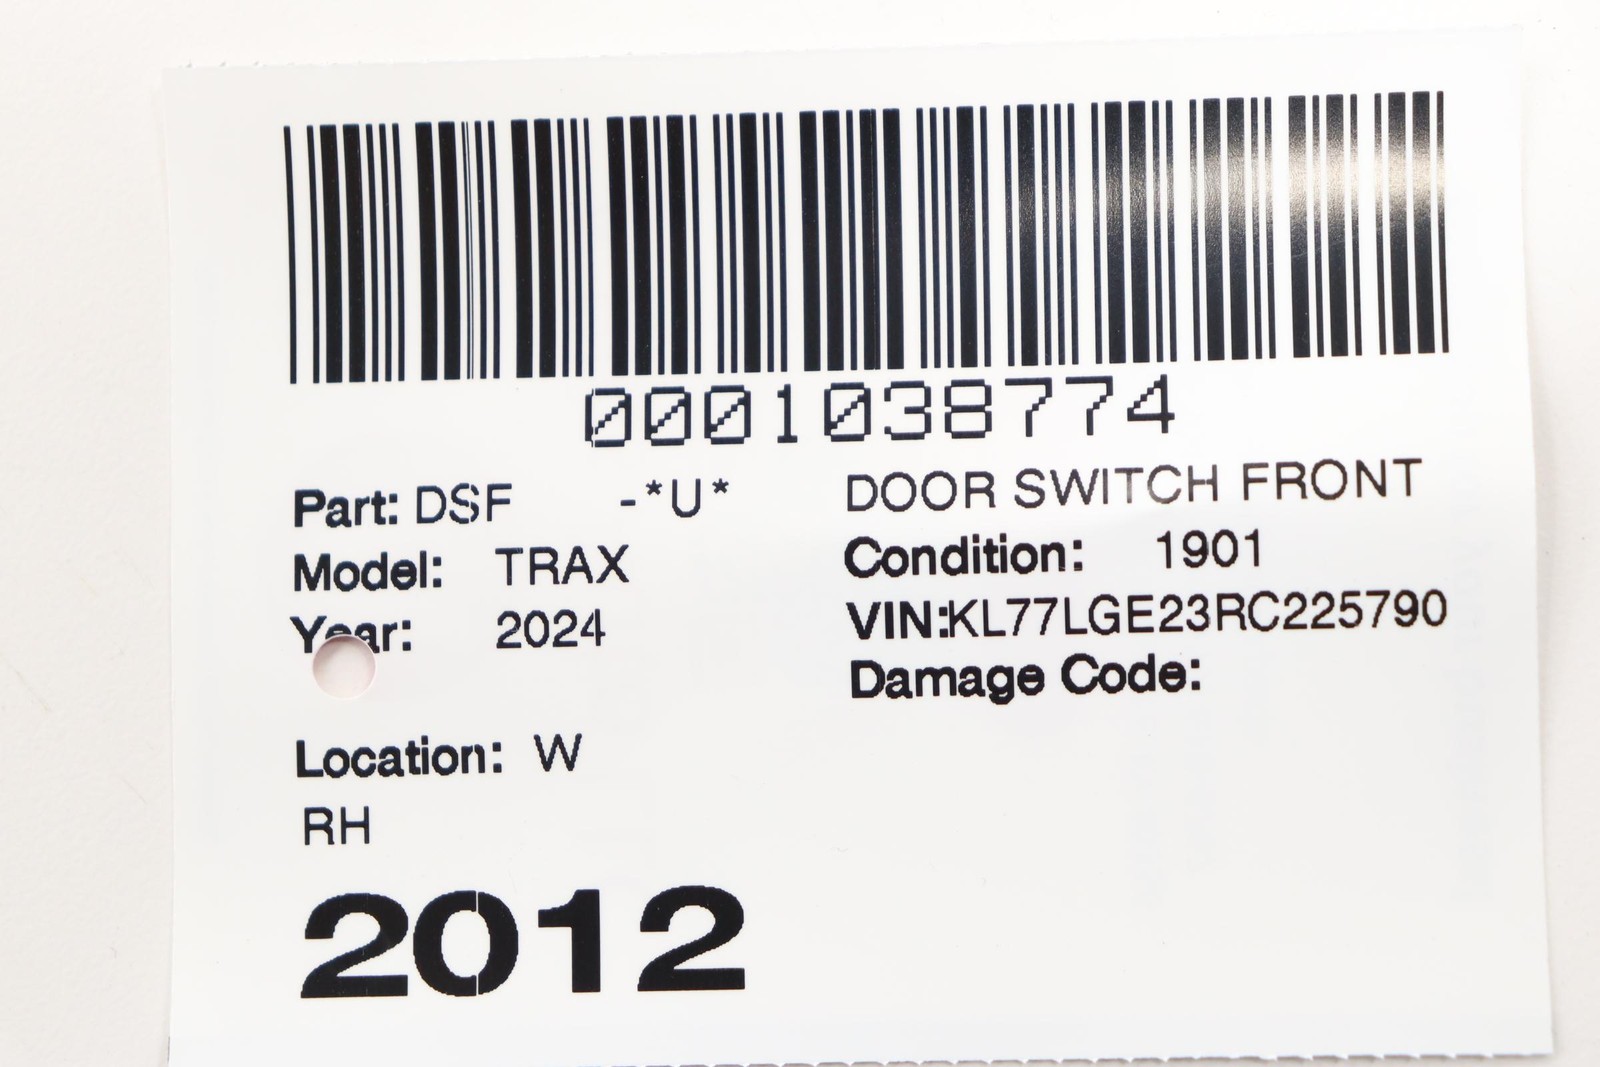 0001038774
Part: DSF -*U* DOOR SWITCH FRONT
Model: TRAX Condition: 1901
Year: 2024 VIN:KL77LGE23RC225790
Damage Code:
Location: W
RH
2012